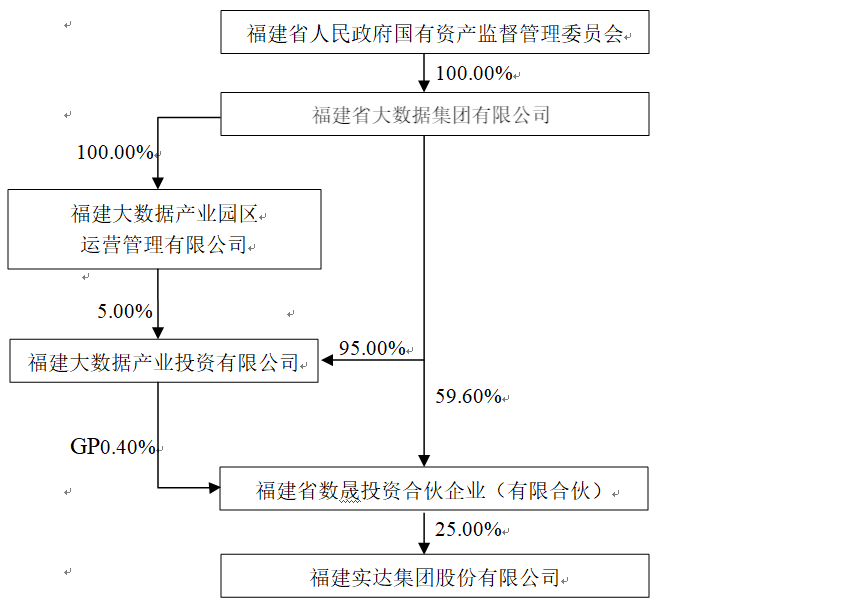 福建省人民政府国有资产监督管理委员会
100.00%
福建省大数据集团有限公司
100.00%
福建大数据产业园区
运营管理有限公司
5.00%
95.00%
福建大数据产业投资有限公司
59.60%
GP0.40%
福建省数晟投资合伙企业（有限合伙）
25.00%
福建实达集团股份有限公司